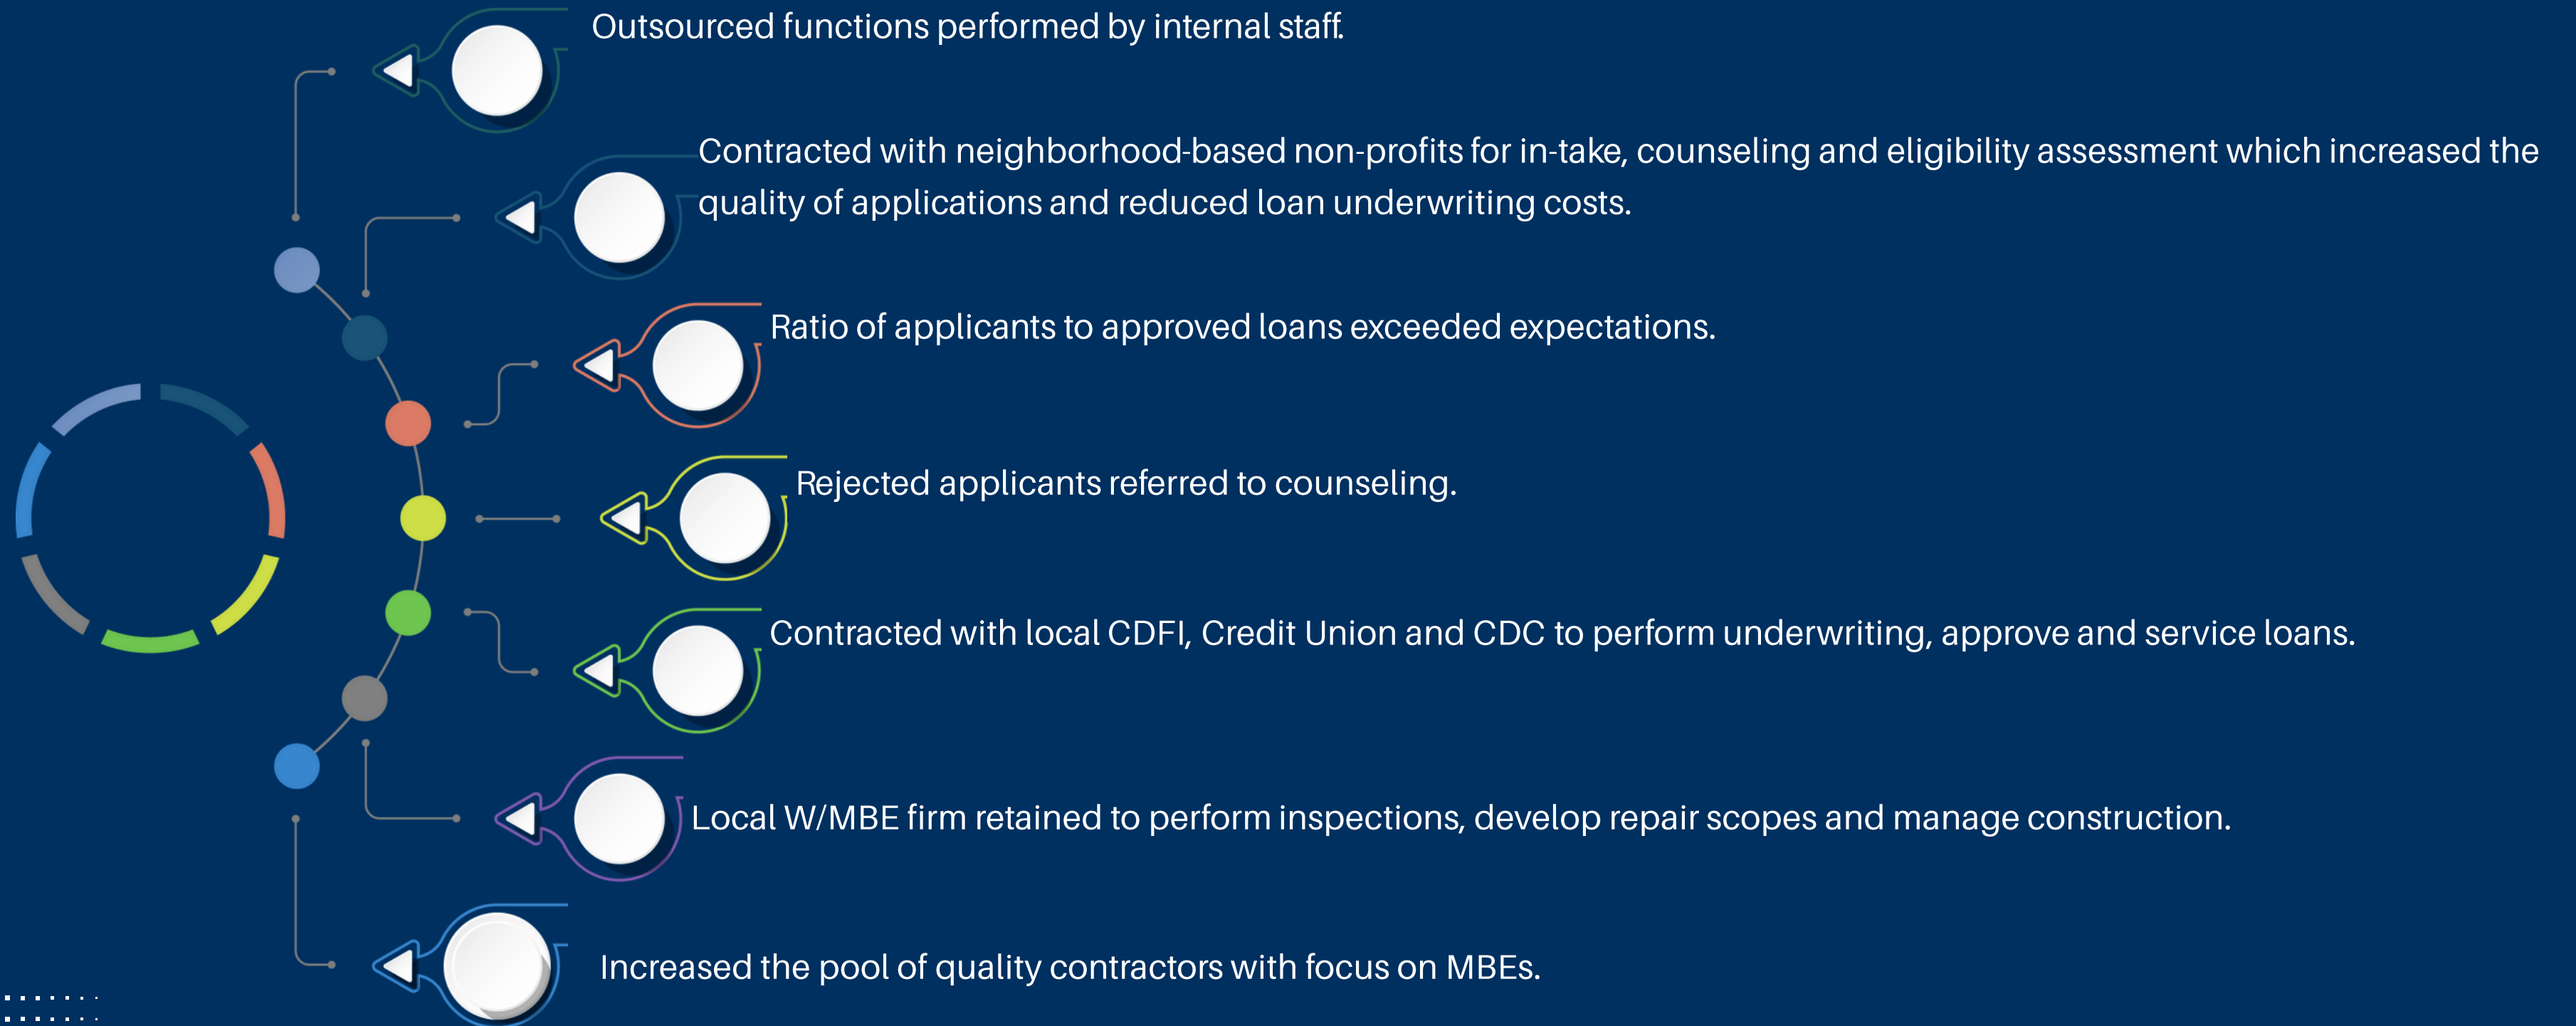 Outsourced functions performed by internal staff.
Contracted with neighborhood-based non-profits for in-take, counseling and eligibility assessment which increased the
quality of applications and reduced loan underwriting costs.
Ratio of applicants to approved loans exceeded expectations.
Rejected applicants referred to counseling.
Contracted with local CDFI, Credit Union and CDC to perform underwriting, approve and service loans.
Local W/MBE firm retained to perform inspections, develop repair scopes and manage construction.
Increased the pool of quality contractors with focus on MBEs.